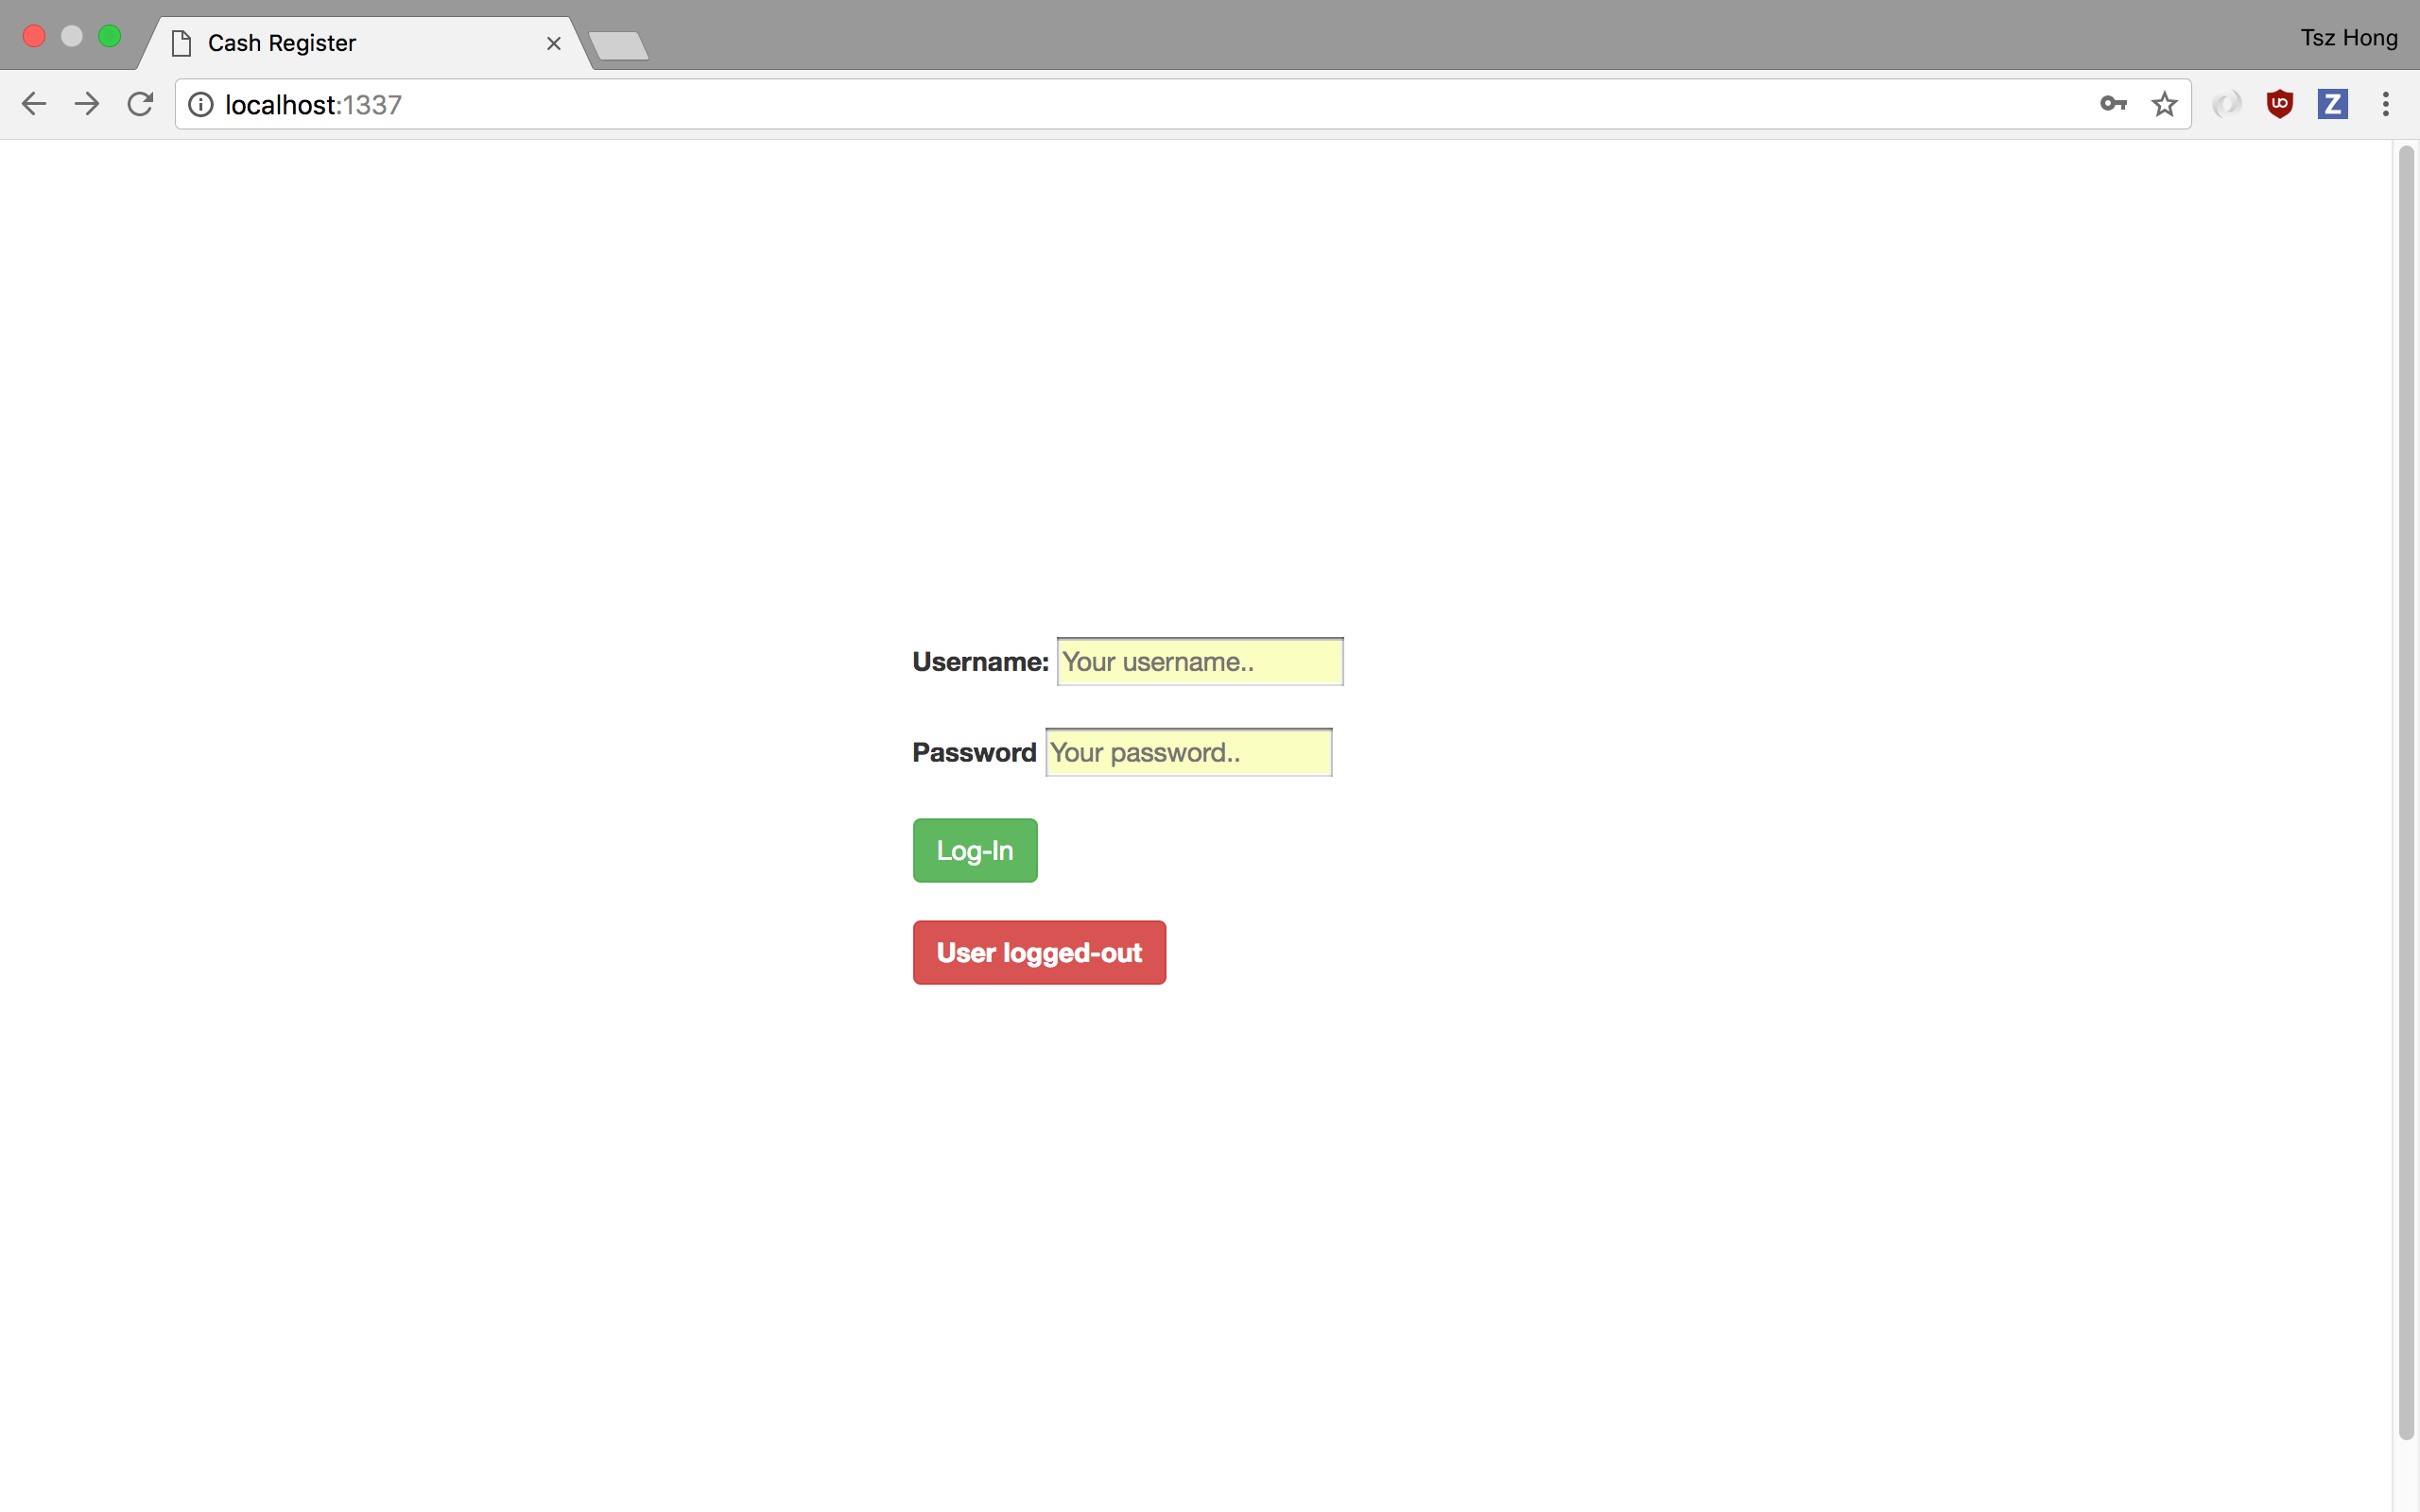 Cash Register
Tsz Hong
localhost:1337
Z
Username: Your username..
Password Your password..
Log-In
User logged-out